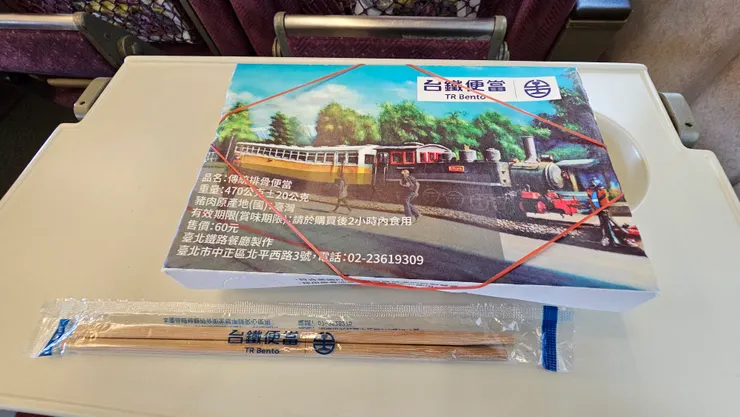 台鐵便當
TR Bento
品名:傳統排骨便當
重量:470公克±20公克
豬肉原產地(國):臺灣
有效期限(賞味期限):請於購買後2小時內食用
售價:60元
臺北鐵路餐廳製作
臺北市中正區北平西路3號,電話:02-23619309
台鐵便當
TR Bento